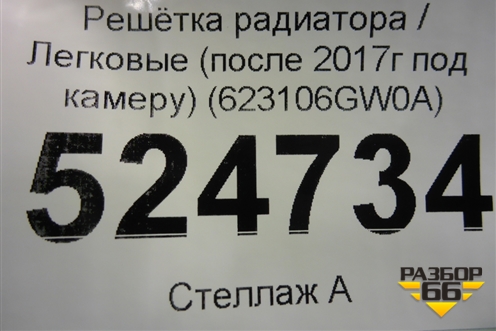 Решётка радиатора /
Легковые (после 2017г под
камеру) (623106GW0A)
524734
Стеллаж А
РАЗБОР
66